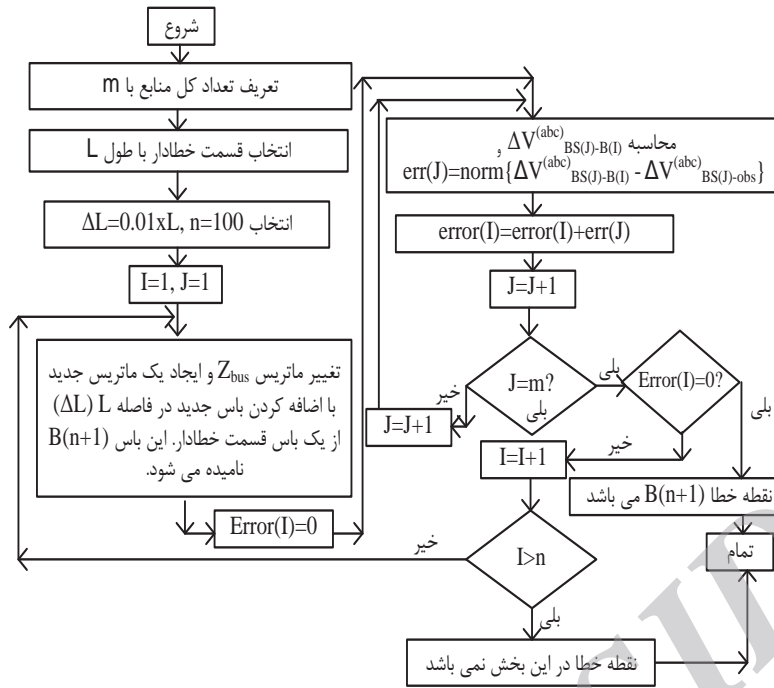 شروع
تعریف تعداد کل منابع با m
انتخاب قسمت خطادار با طول L
انتخاب ΔL=0.01xL, n=100
I=1, J=1
تغییر ماتریس Z_bus و ایجاد یک ماتریس جدید
با اضافه کردن باس جدید در فاصله L (ΔL)
از یک باس قسمت خطادار. این باس B(n+1)
نامیده می شود.
Error(I)=0
محاسبه ΔV^(abc)_BS(J)-B(I) و
err(J)=norm{ΔV^(abc)_BS(J)-B(I) - ΔV^(abc)_BS(J)-obs}
error(I)=error(I)+err(J)
J=J+1
J=m?
بلی
خیر
J=J+1
بلی
Error(I)=0?
بلی
خیر
I=I+1
نقطه خطا B(n+1) می باشد
تمام
I>n
خیر
بلی
نقطه خطا در این بخش نمی باشد